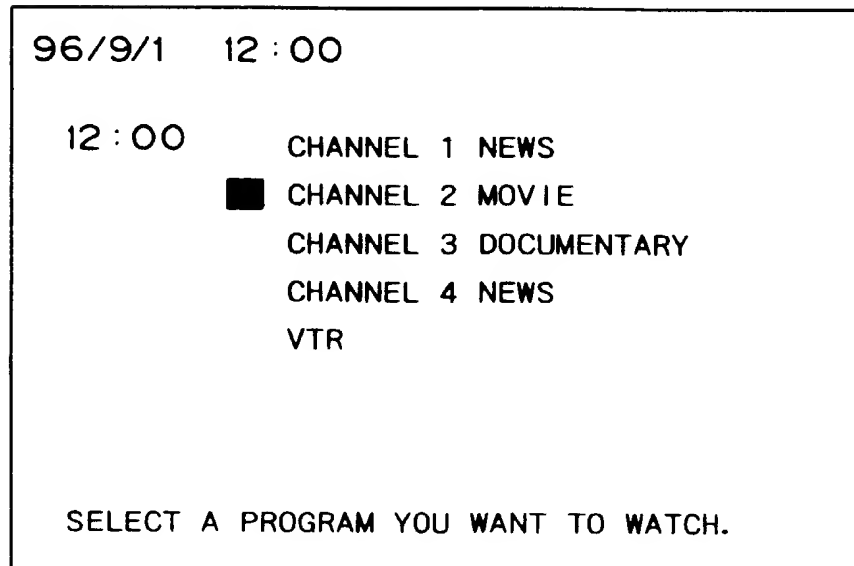 96/9/1 12:00
12:00 CHANNEL 1 NEWS
CHANNEL 2 MOVIE
CHANNEL 3 DOCUMENTARY
CHANNEL 4 NEWS
VTR
SELECT A PROGRAM YOU WANT TO WATCH.